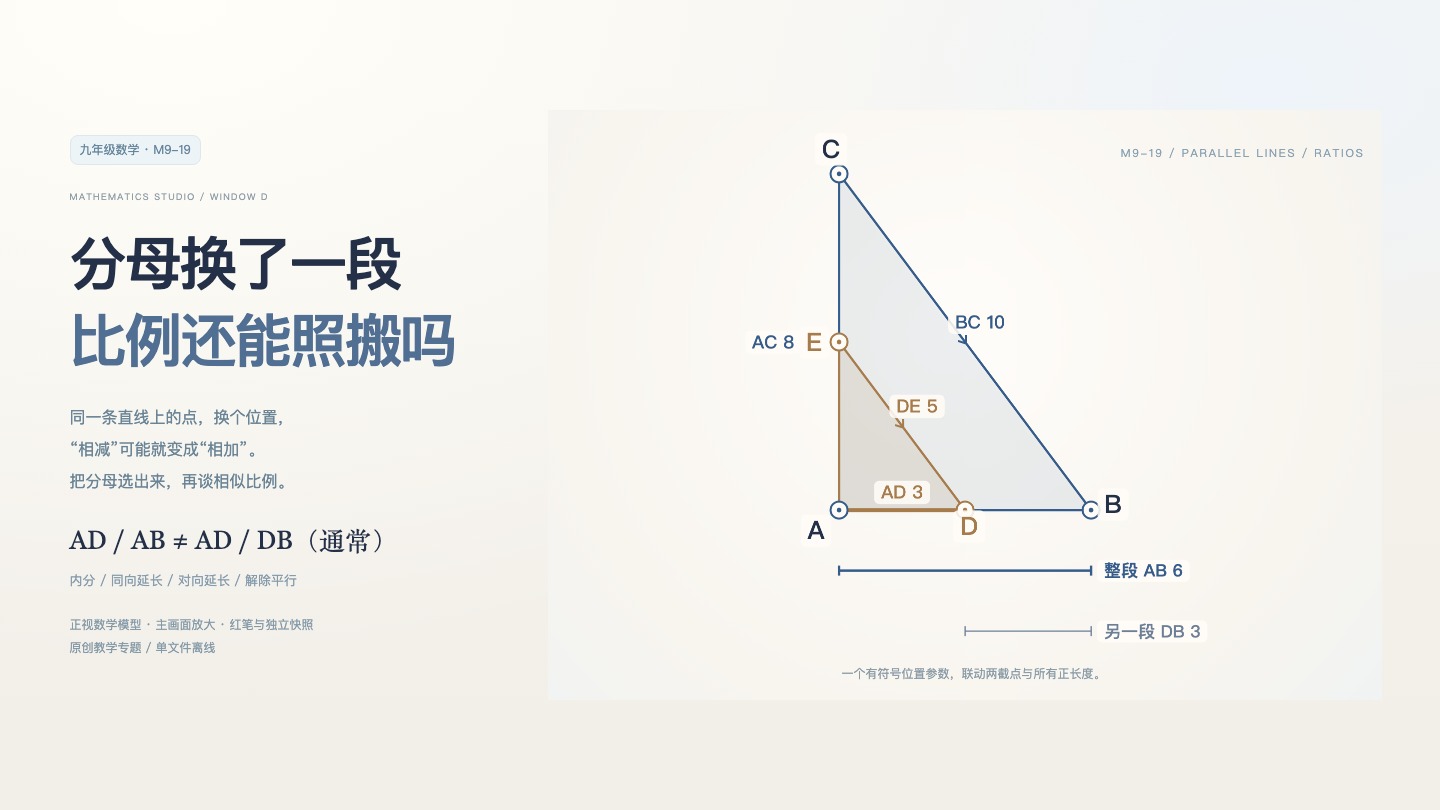 九年级数学 · M9-19
MATHEMATICS STUDIO / WINDOW D
分母换了一段
比例还能照搬吗
同一条直线上的点，换个位置，
“相减”可能就变成“相加”。
把分母选出来，再谈相似比例。
AD / AB ≠ AD / DB（通常）
内分 / 同向延长 / 对向延长 / 解除平行
正视数学模型 · 主画面放大 · 红笔与独立快照
原创教学专题 / 单文件离线
M9-19 / PARALLEL LINES / RATIOS
C
BC 10
AC 8
E
DE 5
AD 3
A
D
B
整段 AB 6
另一段 DB 3
一个有符号位置参数，联动两截点与所有正长度。